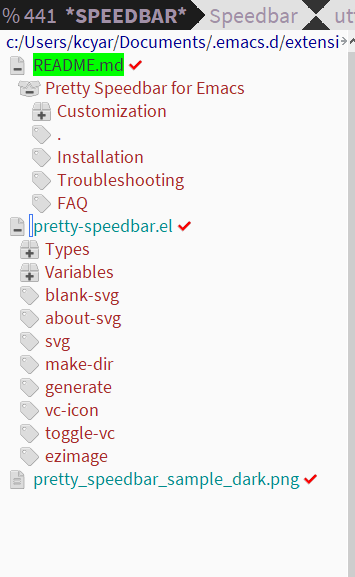 % 441 *SPEEDBAR* Speedbar ut
c:/Users/kcyar/Documents/.emacs.d/extensi
README.md
Pretty Speedbar for Emacs
Customization
.
Installation
Troubleshooting
FAQ
pretty-speedbar.el
Types
Variables
blank-svg
about-svg
svg
make-dir
generate
vc-icon
toggle-vc
ezimage
pretty_speedbar_sample_dark.png